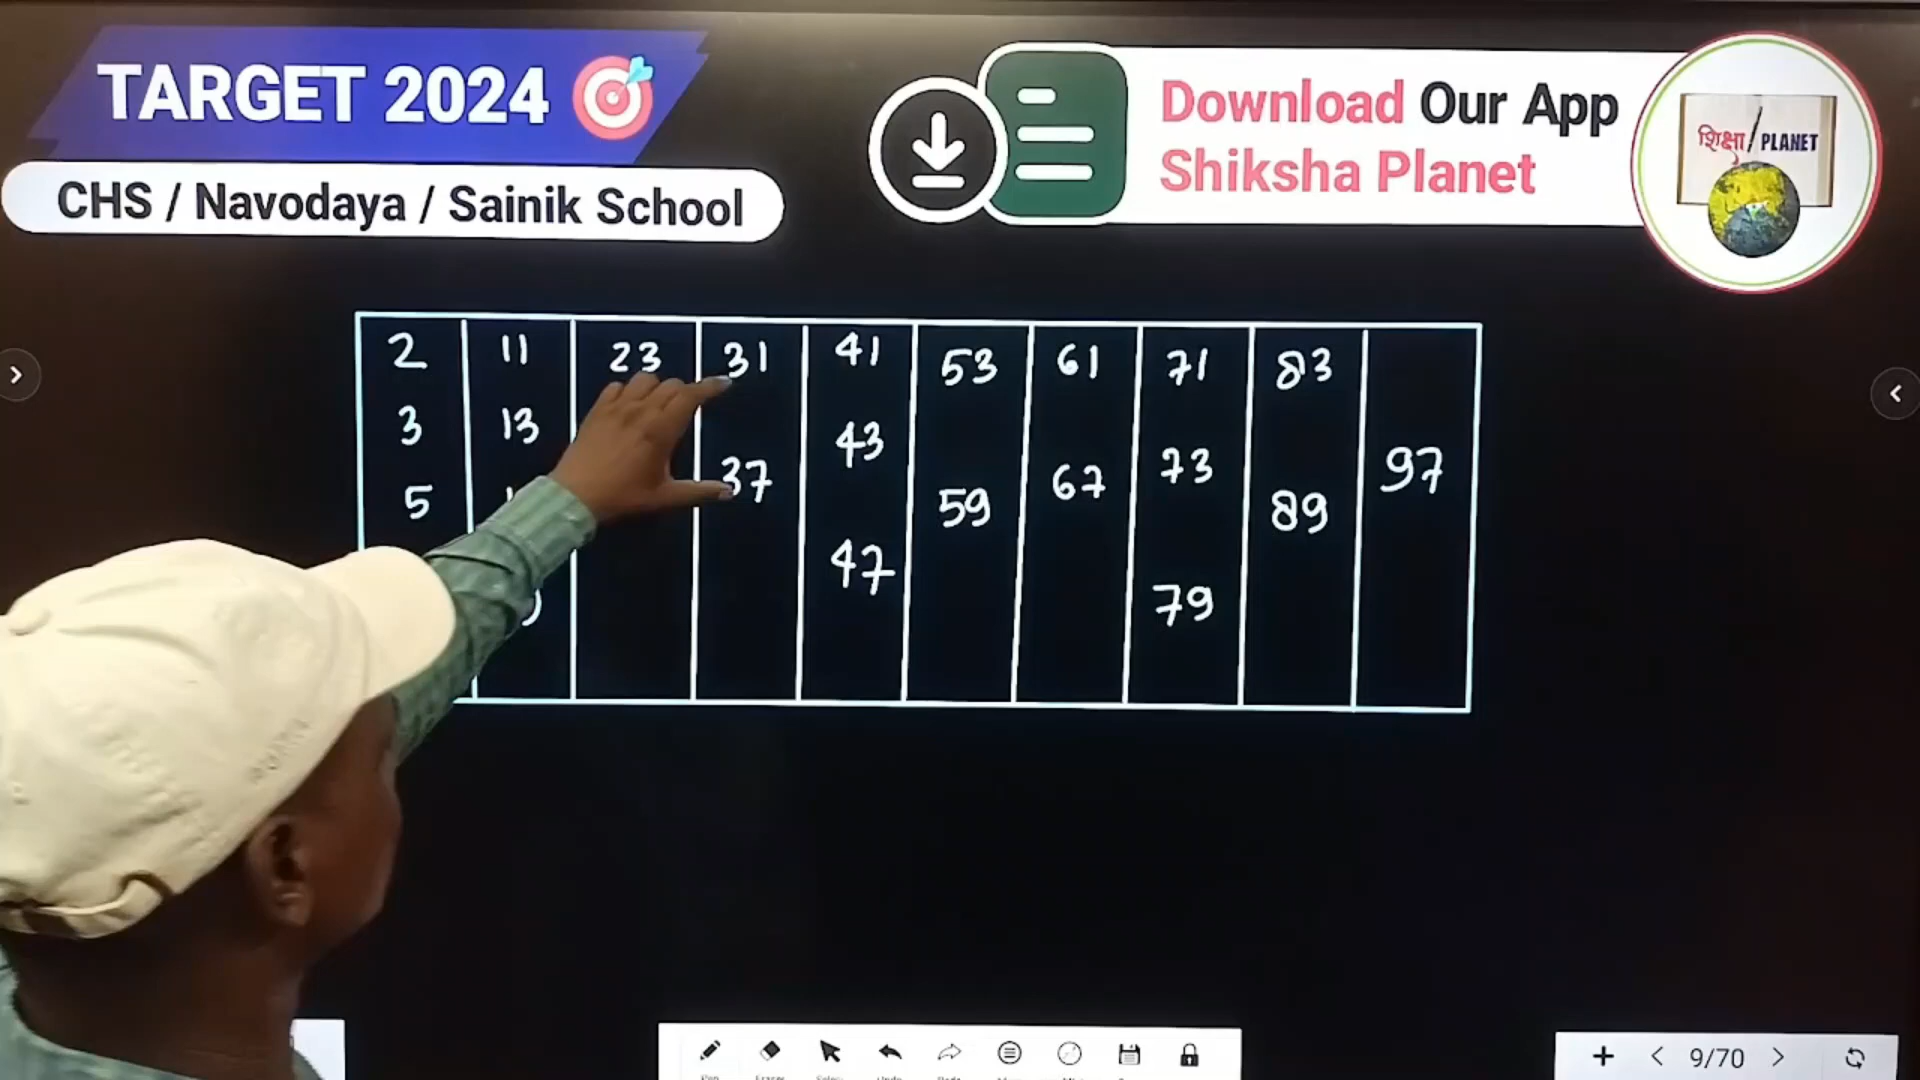 TARGET 2024
CHS / Navodaya / Sainik School
Download Our App
Shiksha Planet
शिक्षा PLANET
2 11 23 31 41 53 61 71 83
3 13 43 73 97
5 37 59 67 89
47 79
9/70